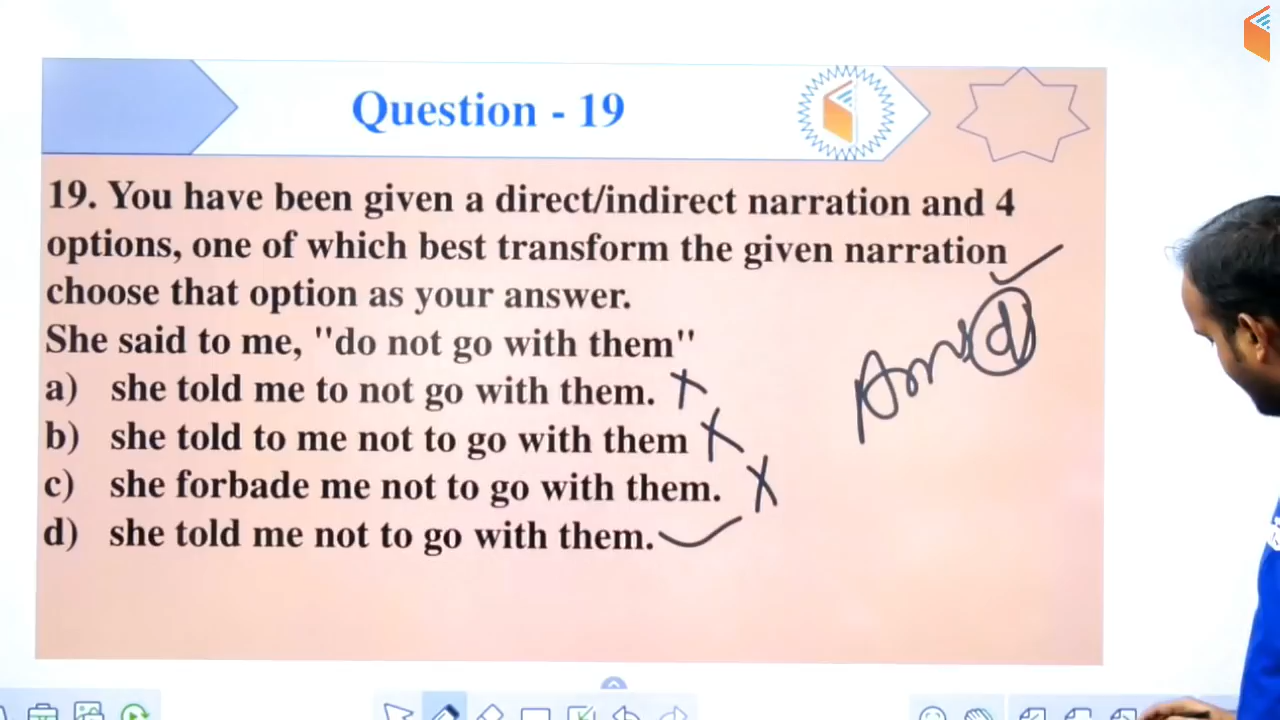 Question - 19
19. You have been given a direct/indirect narration and 4
options, one of which best transform the given narration
choose that option as your answer.
She said to me, "do not go with them"
a) she told me to not go with them.
b) she told to me not to go with them
c) she forbade me not to go with them.
d) she told me not to go with them.
Ans d